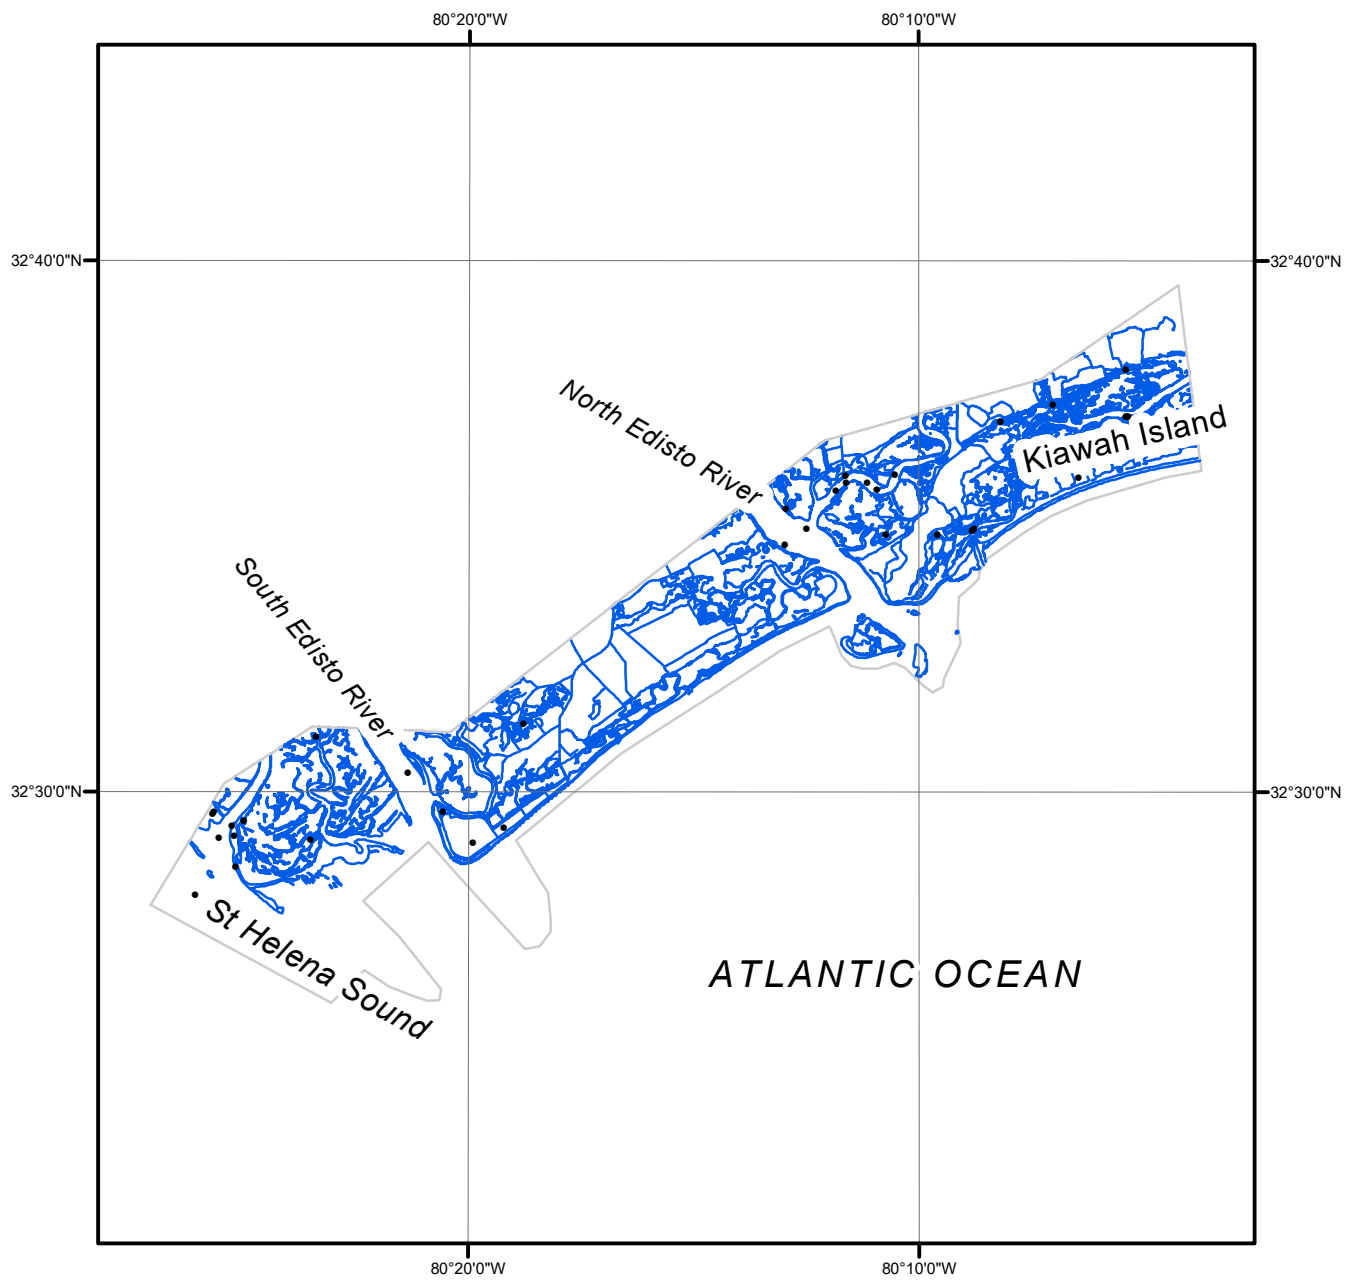 80°20'0"W
80°10'0"W
32°40'0"N
32°40'0"N
North Edisto River
Kiawah Island
South Edisto River
32°30'0"N
32°30'0"N
St Helena Sound
ATLANTIC OCEAN
80°20'0"W
80°10'0"W